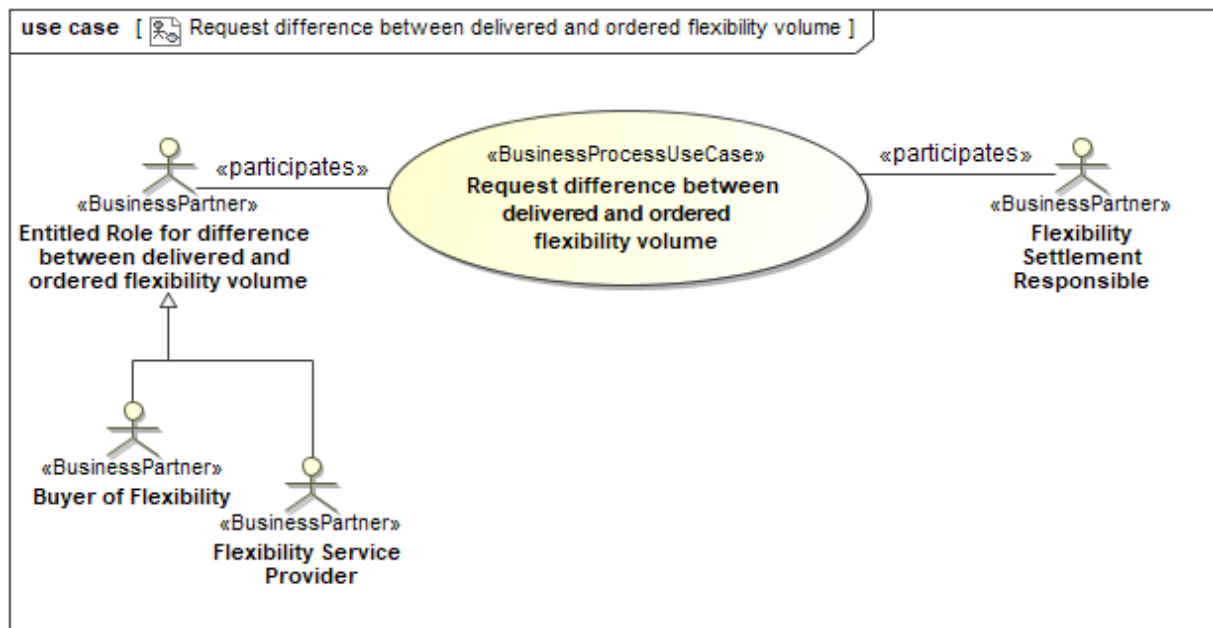 use case [ Request difference between delivered and ordered flexibility volume ]
«participates»
«BusinessProcessUseCase»
Request difference between
delivered and ordered
flexibility volume
«participates»
«BusinessPartner»
Entitled Role for difference
between delivered and
ordered flexibility volume
«BusinessPartner»
Flexibility
Settlement
Responsible
«BusinessPartner»
Buyer of Flexibility
«BusinessPartner»
Flexibility Service
Provider